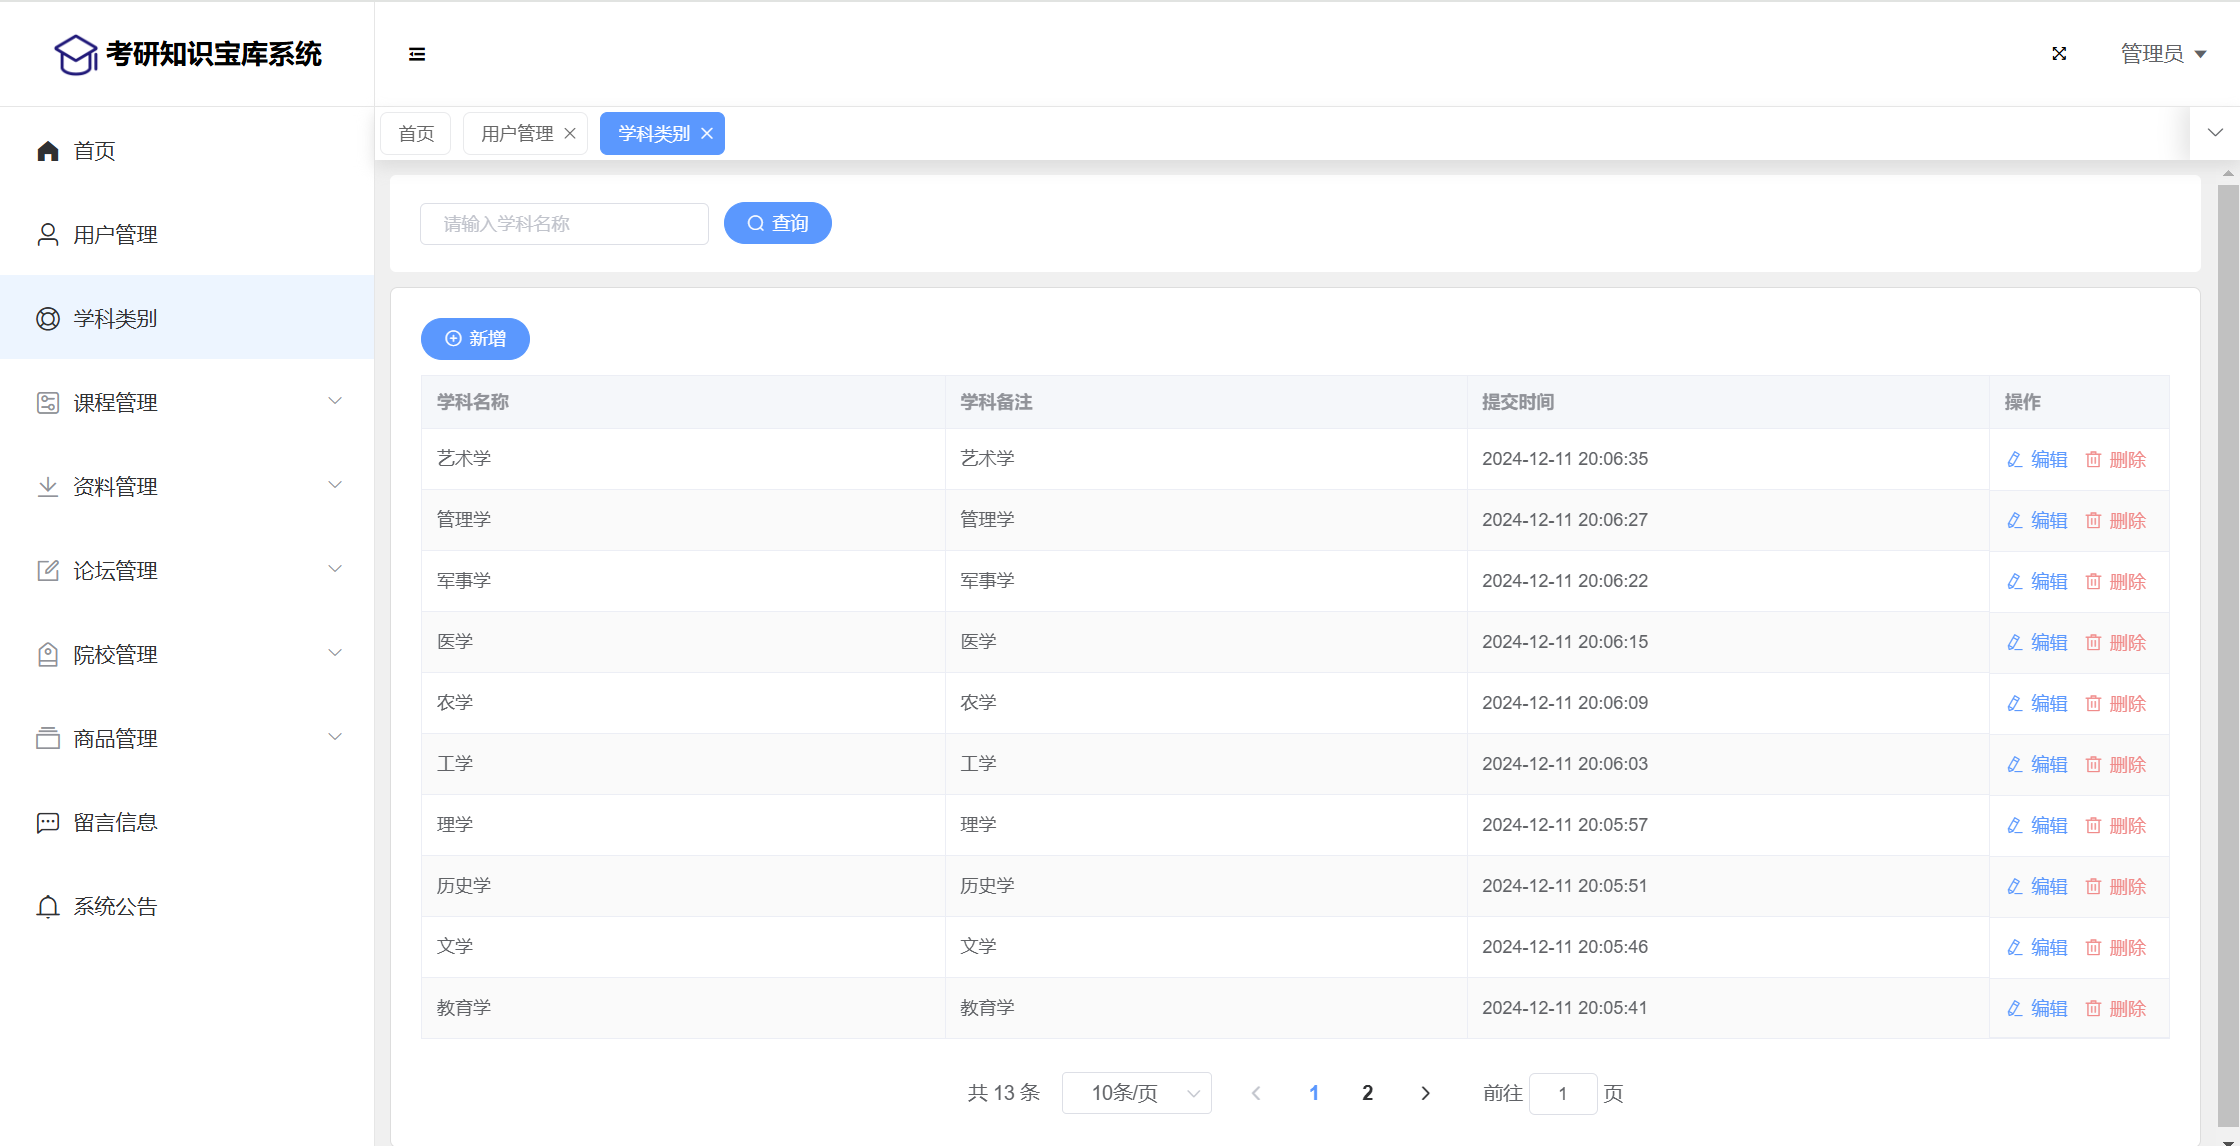 考研知识宝库系统
管理员
首页
用户管理
学科类别
课程管理
资料管理
论坛管理
院校管理
商品管理
留言信息
系统公告
首页 用户管理 学科类别
请输入学科名称 查询
新增
学科名称 学科备注 提交时间 操作
艺术学 艺术学 2024-12-11 20:06:35 编辑 删除
管理学 管理学 2024-12-11 20:06:27 编辑 删除
军事学 军事学 2024-12-11 20:06:22 编辑 删除
医学 医学 2024-12-11 20:06:15 编辑 删除
农学 农学 2024-12-11 20:06:09 编辑 删除
工学 工学 2024-12-11 20:06:03 编辑 删除
理学 理学 2024-12-11 20:05:57 编辑 删除
历史学 历史学 2024-12-11 20:05:51 编辑 删除
文学 文学 2024-12-11 20:05:46 编辑 删除
教育学 教育学 2024-12-11 20:05:41 编辑 删除
共 13 条 10条/页 1 2 前往 1 页